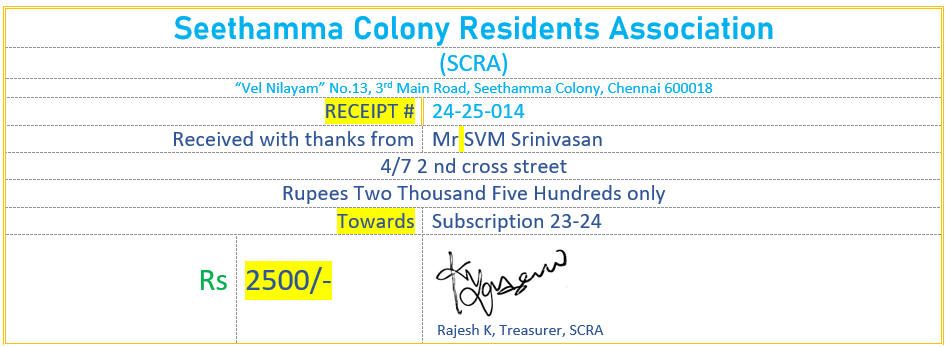 Seethamma Colony Residents Association
(SCRA)
“Vel Nilayam” No.13, 3rd Main Road, Seethamma Colony, Chennai 600018
RECEIPT # 24-25-014
Received with thanks from Mr SVM Srinivasan
4/7 2 nd cross street
Rupees Two Thousand Five Hundreds only
Towards Subscription 23-24
Rs 2500/-
Rajesh K, Treasurer, SCRA